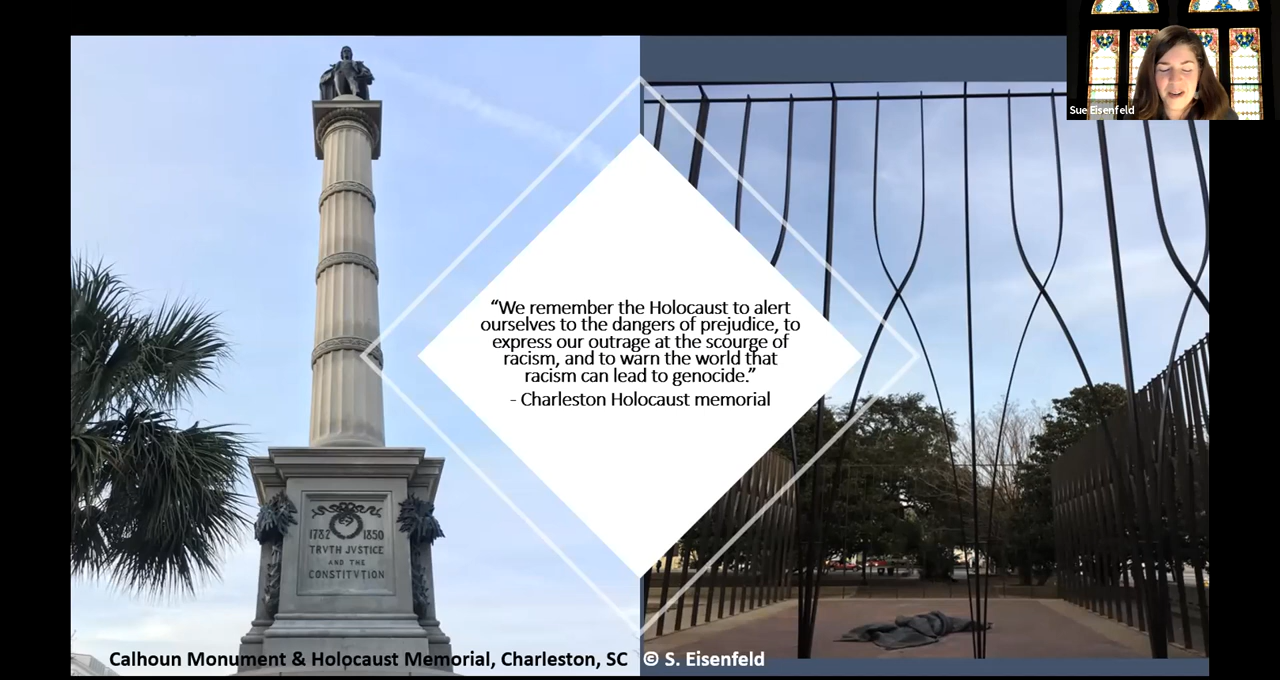 Sue Eisenfeld
“We remember the Holocaust to alert
ourselves to the dangers of prejudice, to
express our outrage at the scourge of
racism, and to warn the world that
racism can lead to genocide.”
- Charleston Holocaust memorial
1782 1850
TRVTH JVSTICE
AND THE
CONSTITVTION
Calhoun Monument & Holocaust Memorial, Charleston, SC © S. Eisenfeld